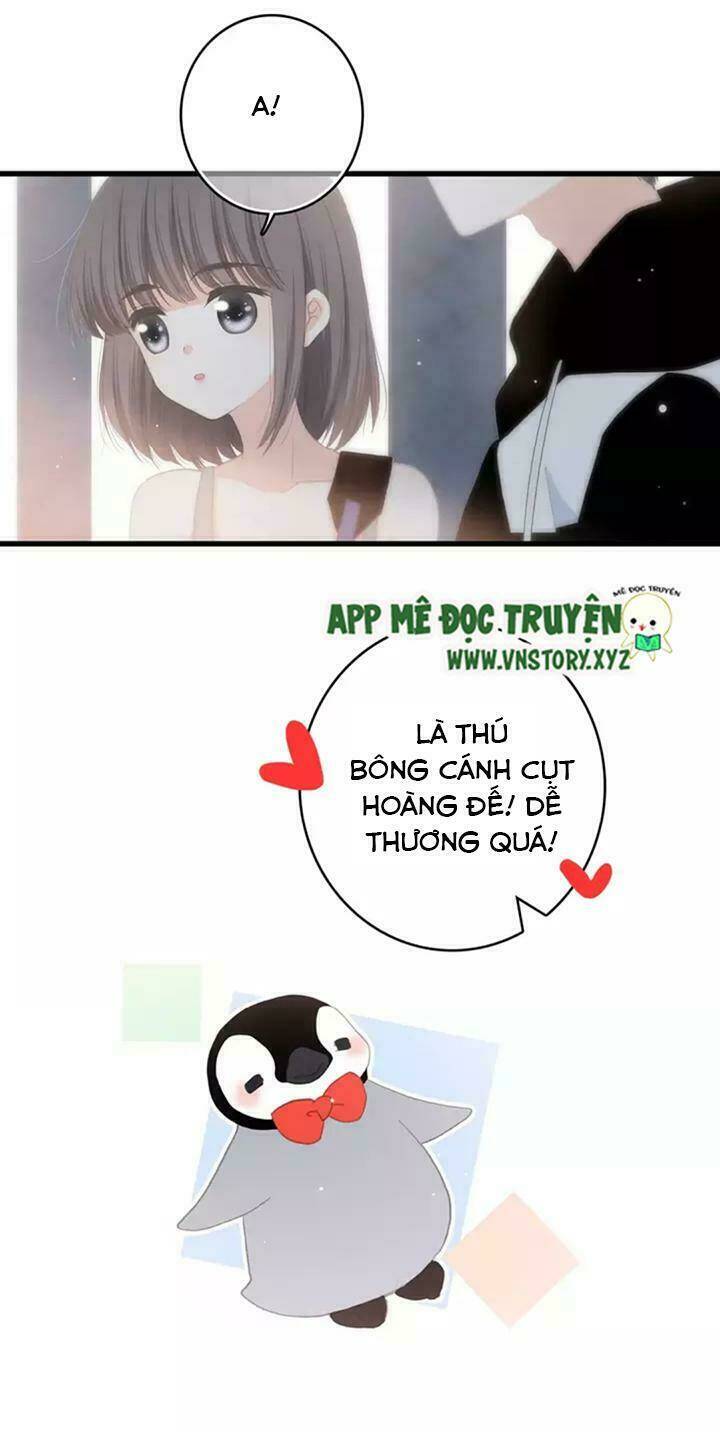 A!
MÊ ĐỌC TRUYỆN
APP MÊ ĐỌC TRUYỆN
WWW.VNSTORY.XYZ
LÀ THÚ
BÔNG CÁNH CỤT
HOÀNG ĐẾ! DỄ
THƯƠNG QUÁ!